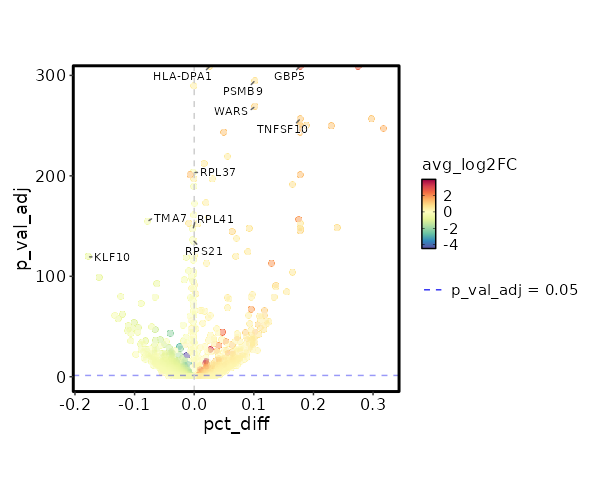 300
200
100
0
p_val_adj
HLA-DPA1
GBP5
PSMB9
WARS
TNFSF10
RPL37
TMA7
RPL41
RPS21
KLF10
-0.2
-0.1
0.0
0.1
0.2
0.3
pct_diff
avg_log2FC
2
0
-2
-4
p_val_adj = 0.05